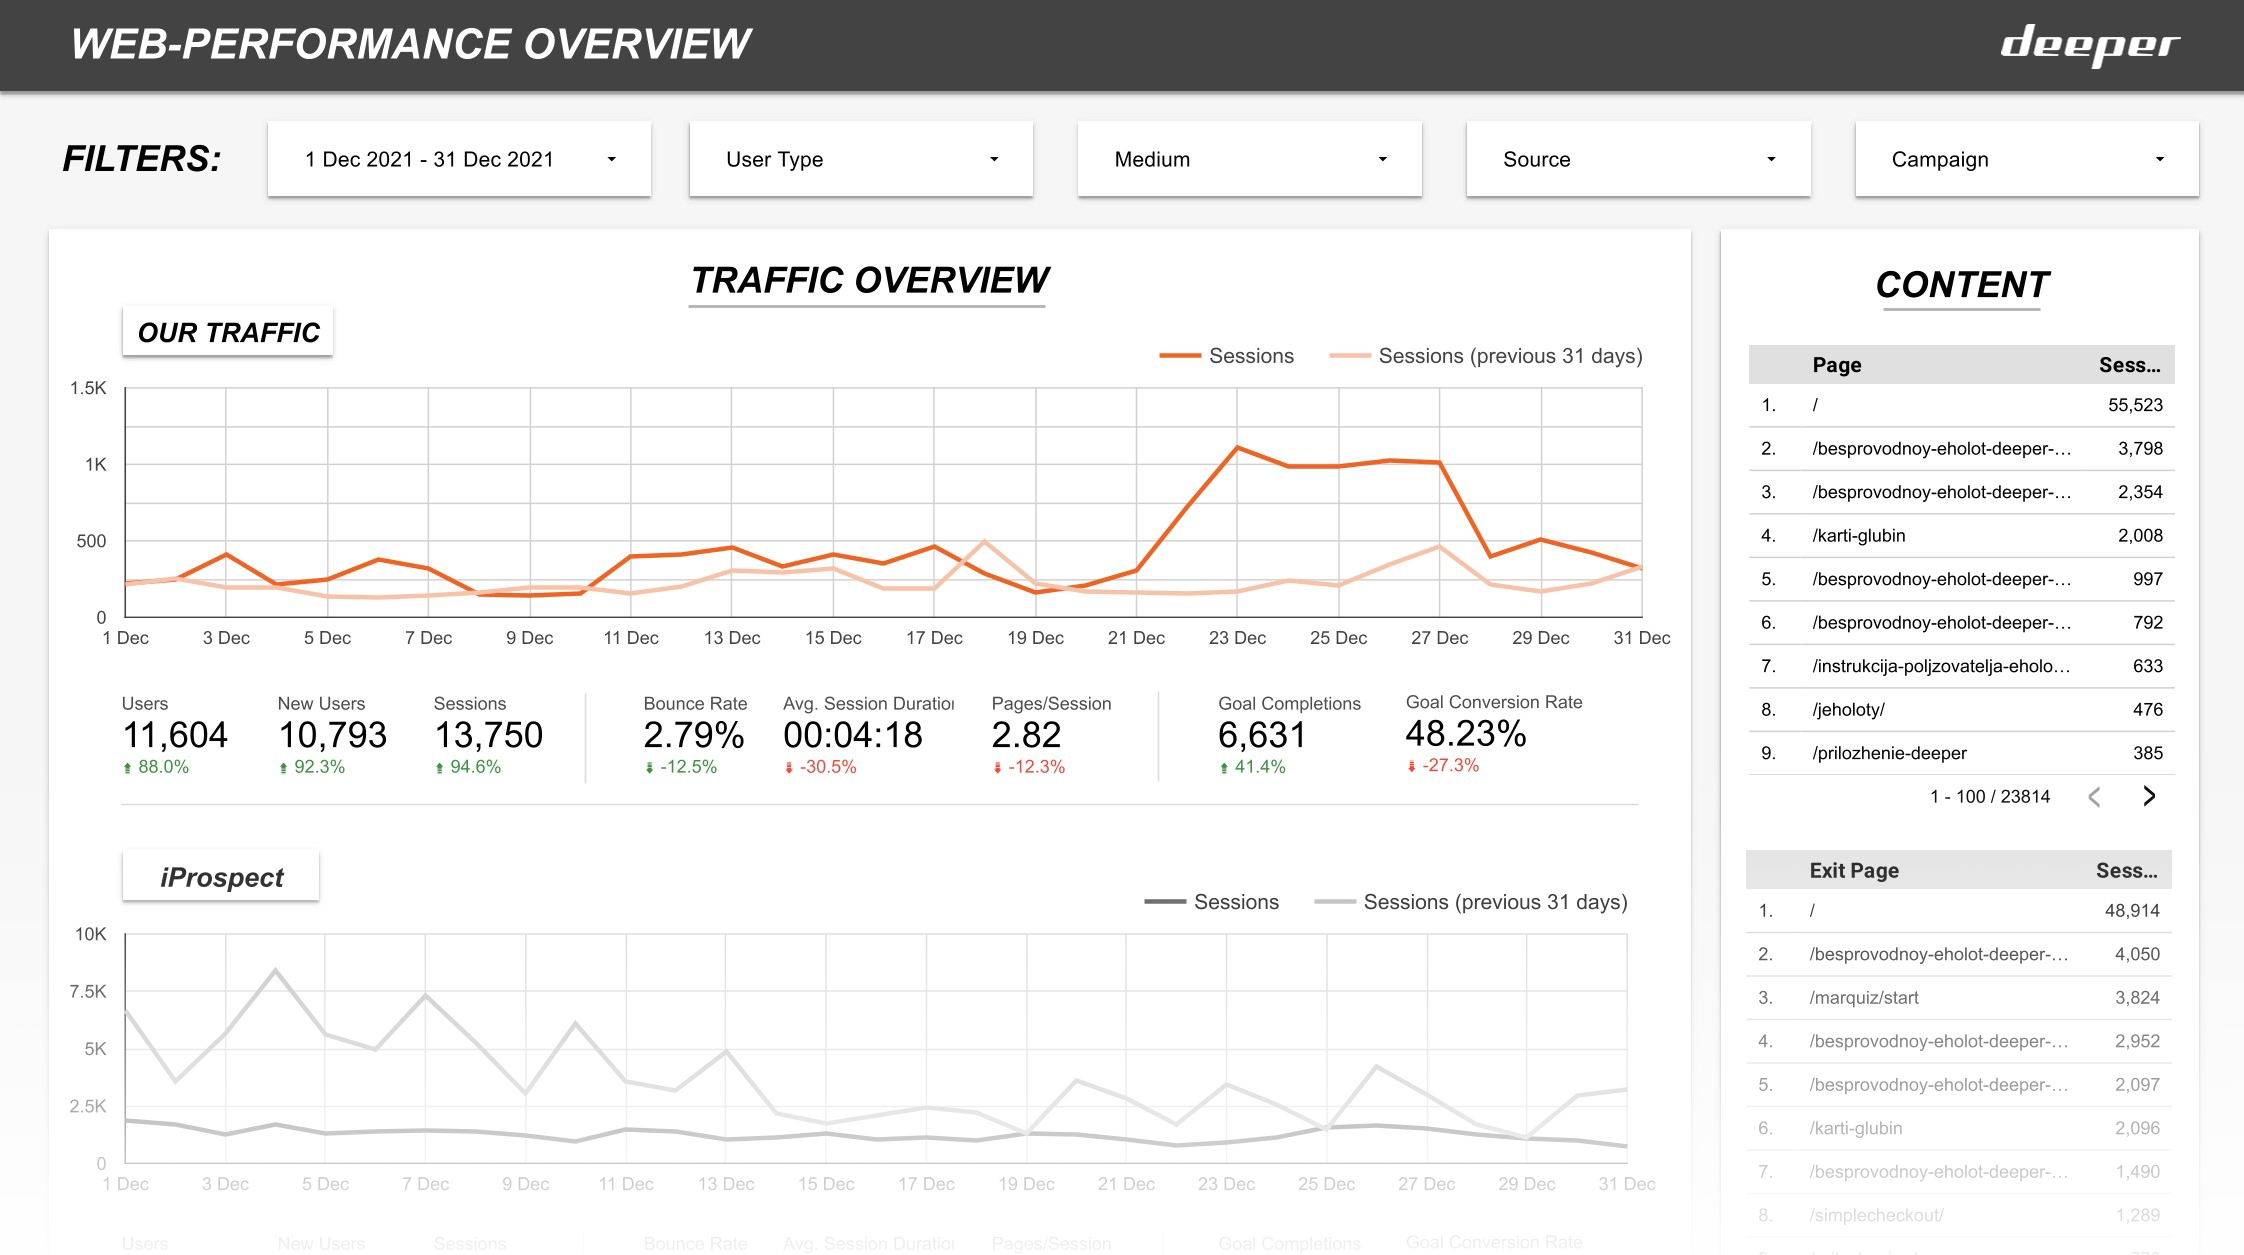 WEB-PERFORMANCE OVERVIEW
deeper
FILTERS:
1 Dec 2021 - 31 Dec 2021
User Type
Medium
Source
Campaign
TRAFFIC OVERVIEW
OUR TRAFFIC
Sessions
Sessions (previous 31 days)
1.5K
1K
500
0
1 Dec 3 Dec 5 Dec 7 Dec 9 Dec 11 Dec 13 Dec 15 Dec 17 Dec 19 Dec 21 Dec 23 Dec 25 Dec 27 Dec 29 Dec 31 Dec
Users New Users Sessions Bounce Rate Avg. Session Duratio Pages/Session Goal Completions Goal Conversion Rate
11,604 10,793 13,750 2.79% 00:04:18 2.82 6,631 48.23%
88.0% 92.3% 94.6% -12.5% -30.5% -12.3% 41.4% -27.3%
iProspect
Sessions
Sessions (previous 31 days)
10K
7.5K
5K
2.5K
0
1 Dec 3 Dec 5 Dec 7 Dec 9 Dec 11 Dec 13 Dec 15 Dec 17 Dec 19 Dec 21 Dec 23 Dec 25 Dec 27 Dec 29 Dec 31 Dec
Users New Users Sessions Bounce Rate Avg. Session Duratio Pages/Session Goal Completions Goal Conversion Rate
CONTENT
Page Sess...
1. / 55,523
2. /besprovodnoy-eholot-deeper-... 3,798
3. /besprovodnoy-eholot-deeper-... 2,354
4. /karti-glubin 2,008
5. /besprovodnoy-eholot-deeper-... 997
6. /besprovodnoy-eholot-deeper-... 792
7. /instrukcija-poljzovatelja-eholo... 633
8. /jeholoty/ 476
9. /prilozhenie-deeper 385
1 - 100 / 23814
Exit Page Sess...
1. / 48,914
2. /besprovodnoy-eholot-deeper-... 4,050
3. /marquiz/start 3,824
4. /besprovodnoy-eholot-deeper-... 2,952
5. /besprovodnoy-eholot-deeper-... 2,097
6. /karti-glubin 2,096
7. /besprovodnoy-eholot-deeper-... 1,490
8. /simplecheckout/ 1,289